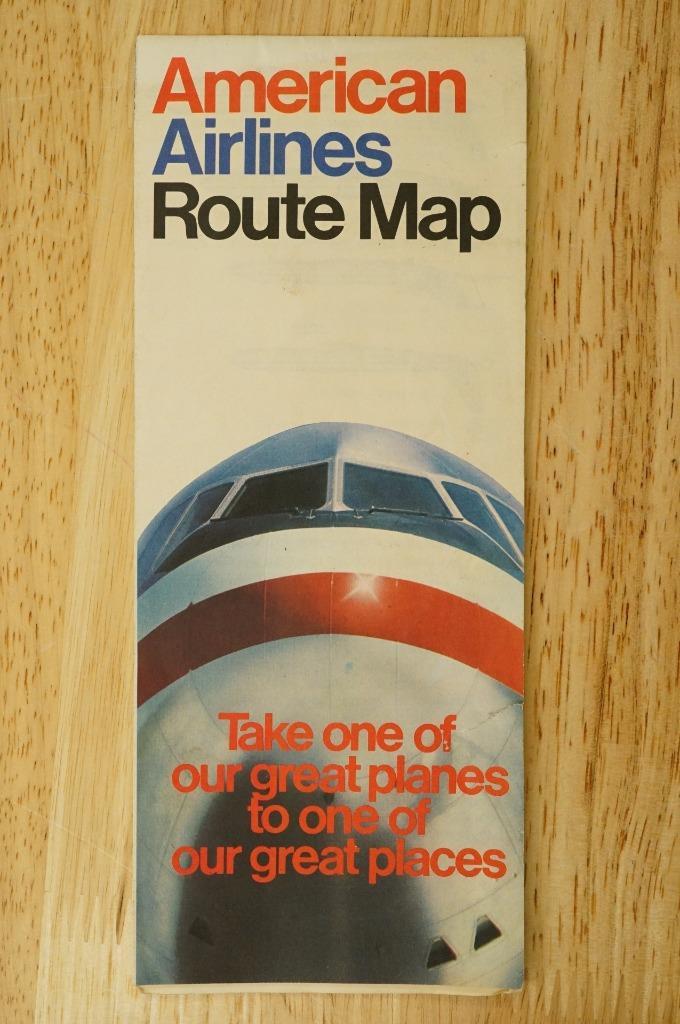 American
Airlines
Route Map
Take one of
our great planes
to one of
our great places